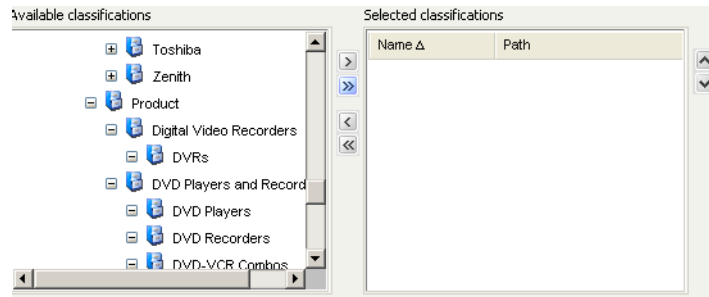 Available classifications
Toshiba
Zenith
Product
Digital Video Recorders
DVRs
DVD Players and Record
DVD Players
DVD Recorders
DVD-VCR Combos
Selected classifications
Name Path